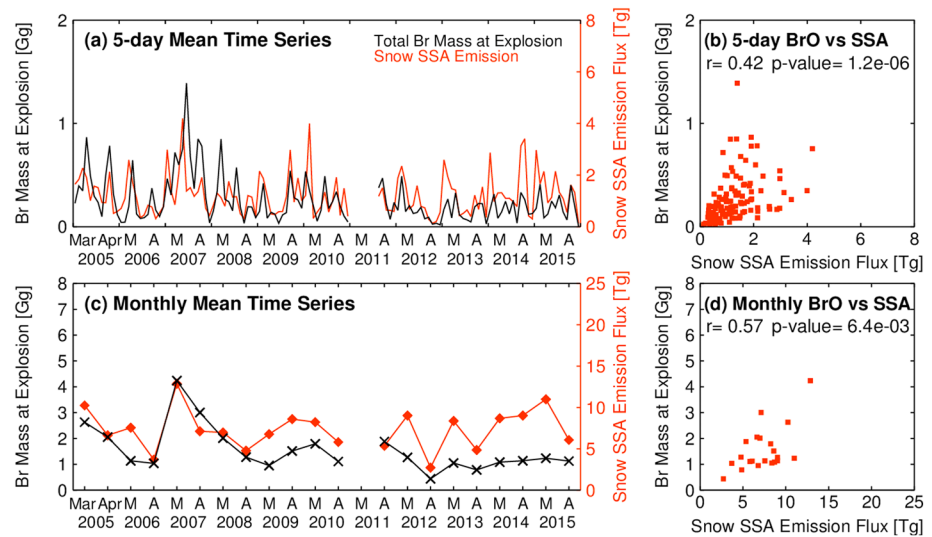 (a) 5-day Mean Time Series
Total Br Mass at Explosion
Snow SSA Emission
Br Mass at Explosion [Gg]
2
1
0
8
6
4
2
0
Snow SSA Emission Flux [Tg]
Mar Apr M A M A M A M A M A M A M A M A M A M A
2005 2006 2007 2008 2009 2010 2011 2012 2013 2014 2015
(b) 5-day BrO vs SSA
r= 0.42 p-value= 1.2e-06
Br Mass at Explosion [Gg]
2
1
0
0 2 4 6 8
Snow SSA Emission Flux [Tg]
(c) Monthly Mean Time Series
Br Mass at Explosion [Gg]
8
7
6
5
4
3
2
1
0
25
20
15
10
5
0
Snow SSA Emission Flux [Tg]
Mar Apr M A M A M A M A M A M A M A M A M A M A
2005 2006 2007 2008 2009 2010 2011 2012 2013 2014 2015
(d) Monthly BrO vs SSA
r= 0.57 p-value= 6.4e-03
Br Mass at Explosion [Gg]
8
7
6
5
4
3
2
1
0
0 5 10 15 20 25
Snow SSA Emission Flux [Tg]